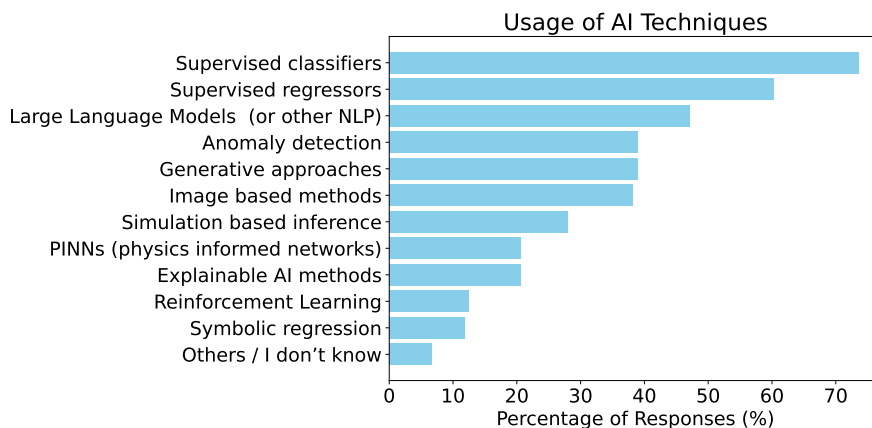 Usage of AI Techniques
Supervised classifiers
Supervised regressors
Large Language Models  (or other NLP)
Anomaly detection
Generative approaches
Image based methods
Simulation based inference
PINNs (physics informed networks)
Explainable AI methods
Reinforcement Learning
Symbolic regression
Others / I don’t know
0 10 20 30 40 50 60 70
Percentage of Responses (%)